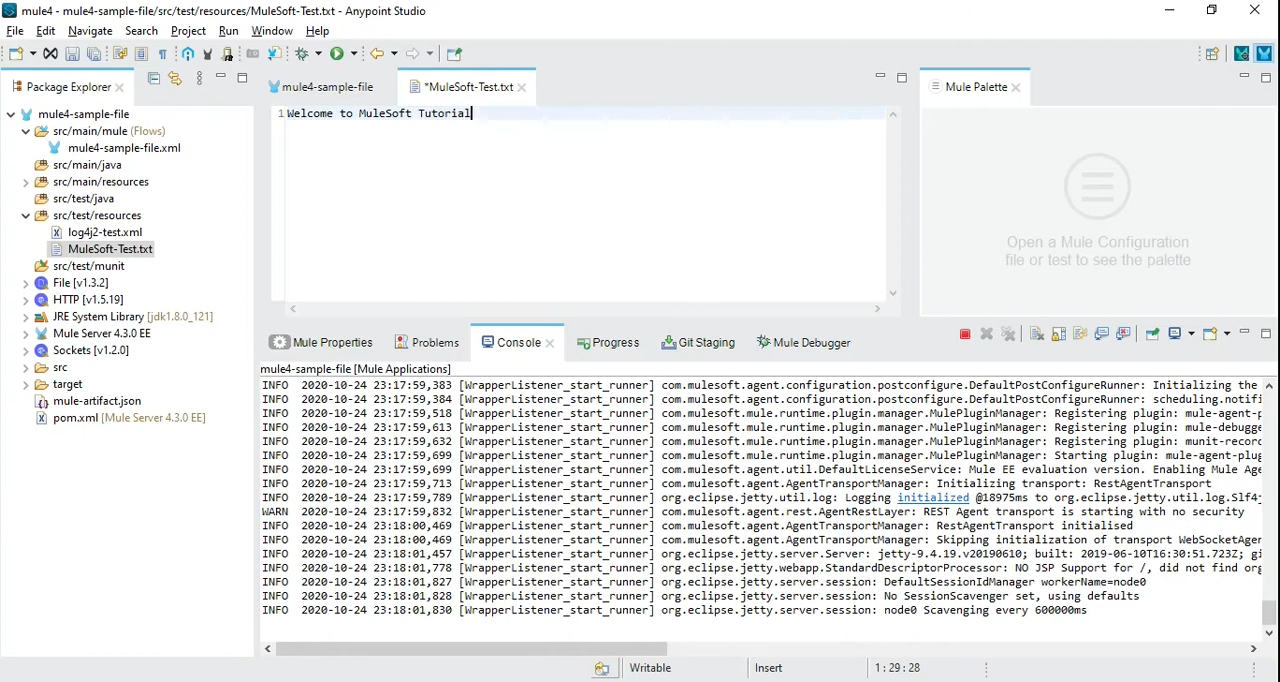 mule4 - mule4-sample-file/src/test/resources/MuleSoft-Test.txt - Anypoint Studio
File Edit Navigate Search Project Run Window Help
Package Explorer
mule4-sample-file
*MuleSoft-Test.txt
Mule Palette
mule4-sample-file
src/main/mule (Flows)
mule4-sample-file.xml
src/main/java
src/main/resources
src/test/java
src/test/resources
log4j2-test.xml
MuleSoft-Test.txt
src/test/munit
File [v1.3.2]
HTTP [v1.5.19]
JRE System Library [jdk1.8.0_121]
Mule Server 4.3.0 EE
Sockets [v1.2.0]
src
target
mule-artifact.json
pom.xml [Mule Server 4.3.0 EE]
1 Welcome to MuleSoft Tutorial
Open a Mule Configuration
file or test to see the palette
Mule Properties
Problems
Console
Progress
Git Staging
Mule Debugger
mule4-sample-file [Mule Applications]
INFO 2020-10-24 23:17:59,383 [WrapperListener_start_runner] com.mulesoft.agent.configuration.postconfigure.DefaultPostConfigureRunner: Initializing the
INFO 2020-10-24 23:17:59,384 [WrapperListener_start_runner] com.mulesoft.agent.configuration.postconfigure.DefaultPostConfigureRunner: scheduling.notifi
INFO 2020-10-24 23:17:59,518 [WrapperListener_start_runner] com.mulesoft.mule.runtime.plugin.manager.MulePluginManager: Registering plugin: mule-agent-p
INFO 2020-10-24 23:17:59,613 [WrapperListener_start_runner] com.mulesoft.mule.runtime.plugin.manager.MulePluginManager: Registering plugin: mule-debugge
INFO 2020-10-24 23:17:59,632 [WrapperListener_start_runner] com.mulesoft.mule.runtime.plugin.manager.MulePluginManager: Registering plugin: munit-recor
INFO 2020-10-24 23:17:59,699 [WrapperListener_start_runner] com.mulesoft.mule.runtime.plugin.manager.MulePluginManager: Starting plugin: mule-agent-plug
INFO 2020-10-24 23:17:59,699 [WrapperListener_start_runner] com.mulesoft.agent.util.DefaultLicenseService: Mule EE evaluation version. Enabling Mule Age
INFO 2020-10-24 23:17:59,713 [WrapperListener_start_runner] com.mulesoft.agent.AgentTransportManager: Initializing transport: RestAgentTransport
INFO 2020-10-24 23:17:59,789 [WrapperListener_start_runner] org.eclipse.jetty.util.log: Logging initialized @18975ms to org.eclipse.jetty.util.log.Slf4j
WARN 2020-10-24 23:17:59,832 [WrapperListener_start_runner] com.mulesoft.agent.rest.AgentRestLayer: REST Agent transport is starting with no security
INFO 2020-10-24 23:18:00,469 [WrapperListener_start_runner] com.mulesoft.agent.AgentTransportManager: RestAgentTransport initialised
INFO 2020-10-24 23:18:00,469 [WrapperListener_start_runner] com.mulesoft.agent.AgentTransportManager: Skipping initialization of transport WebSocketAgen
INFO 2020-10-24 23:18:01,457 [WrapperListener_start_runner] org.eclipse.jetty.server.Server: jetty-9.4.19.v20190610; built: 2019-06-10T16:30:51.723Z; gi
INFO 2020-10-24 23:18:01,778 [WrapperListener_start_runner] org.eclipse.jetty.webapp.StandardDescriptorProcessor: NO JSP Support for /, did not find org
INFO 2020-10-24 23:18:01,827 [WrapperListener_start_runner] org.eclipse.jetty.server.session: DefaultSessionIdManager workerName=node0
INFO 2020-10-24 23:18:01,828 [WrapperListener_start_runner] org.eclipse.jetty.server.session: No SessionScavenger set, using defaults
INFO 2020-10-24 23:18:01,830 [WrapperListener_start_runner] org.eclipse.jetty.server.session: node0 Scavenging every 600000ms
Writable
Insert
1 : 29 : 28